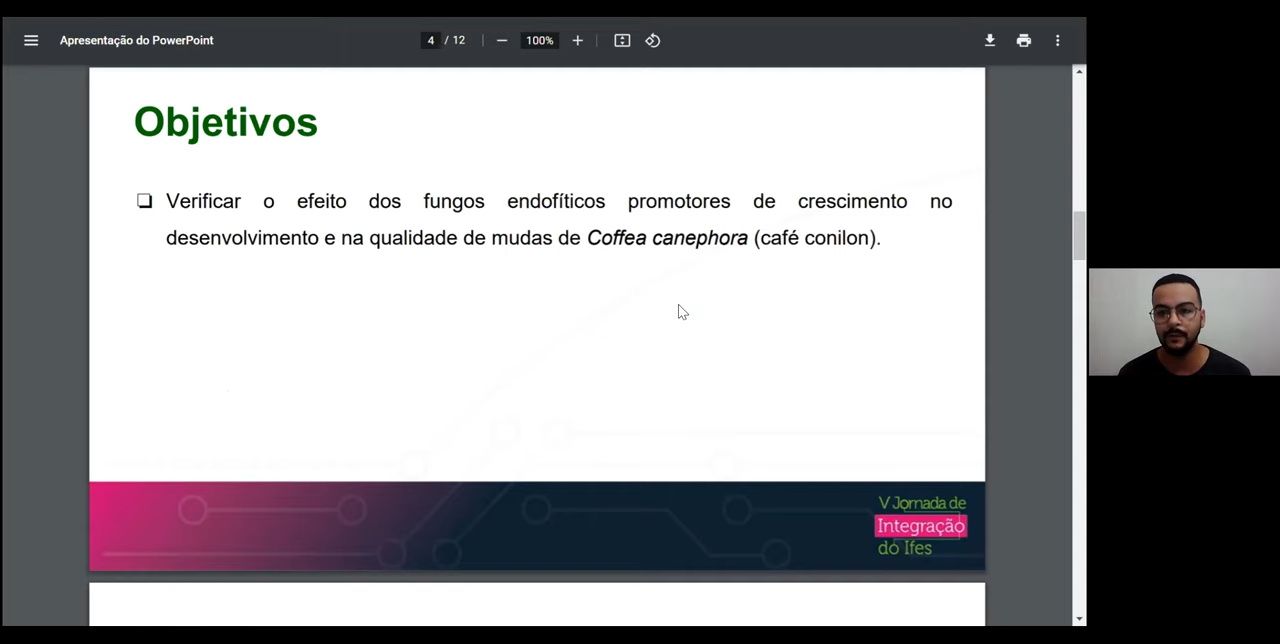 Apresentação do PowerPoint
4 / 12
100%
Objetivos
Verificar o efeito dos fungos endofíticos promotores de crescimento no
desenvolvimento e na qualidade de mudas de Coffea canephora (café conilon).
V Jornada de
Integração
do Ifes